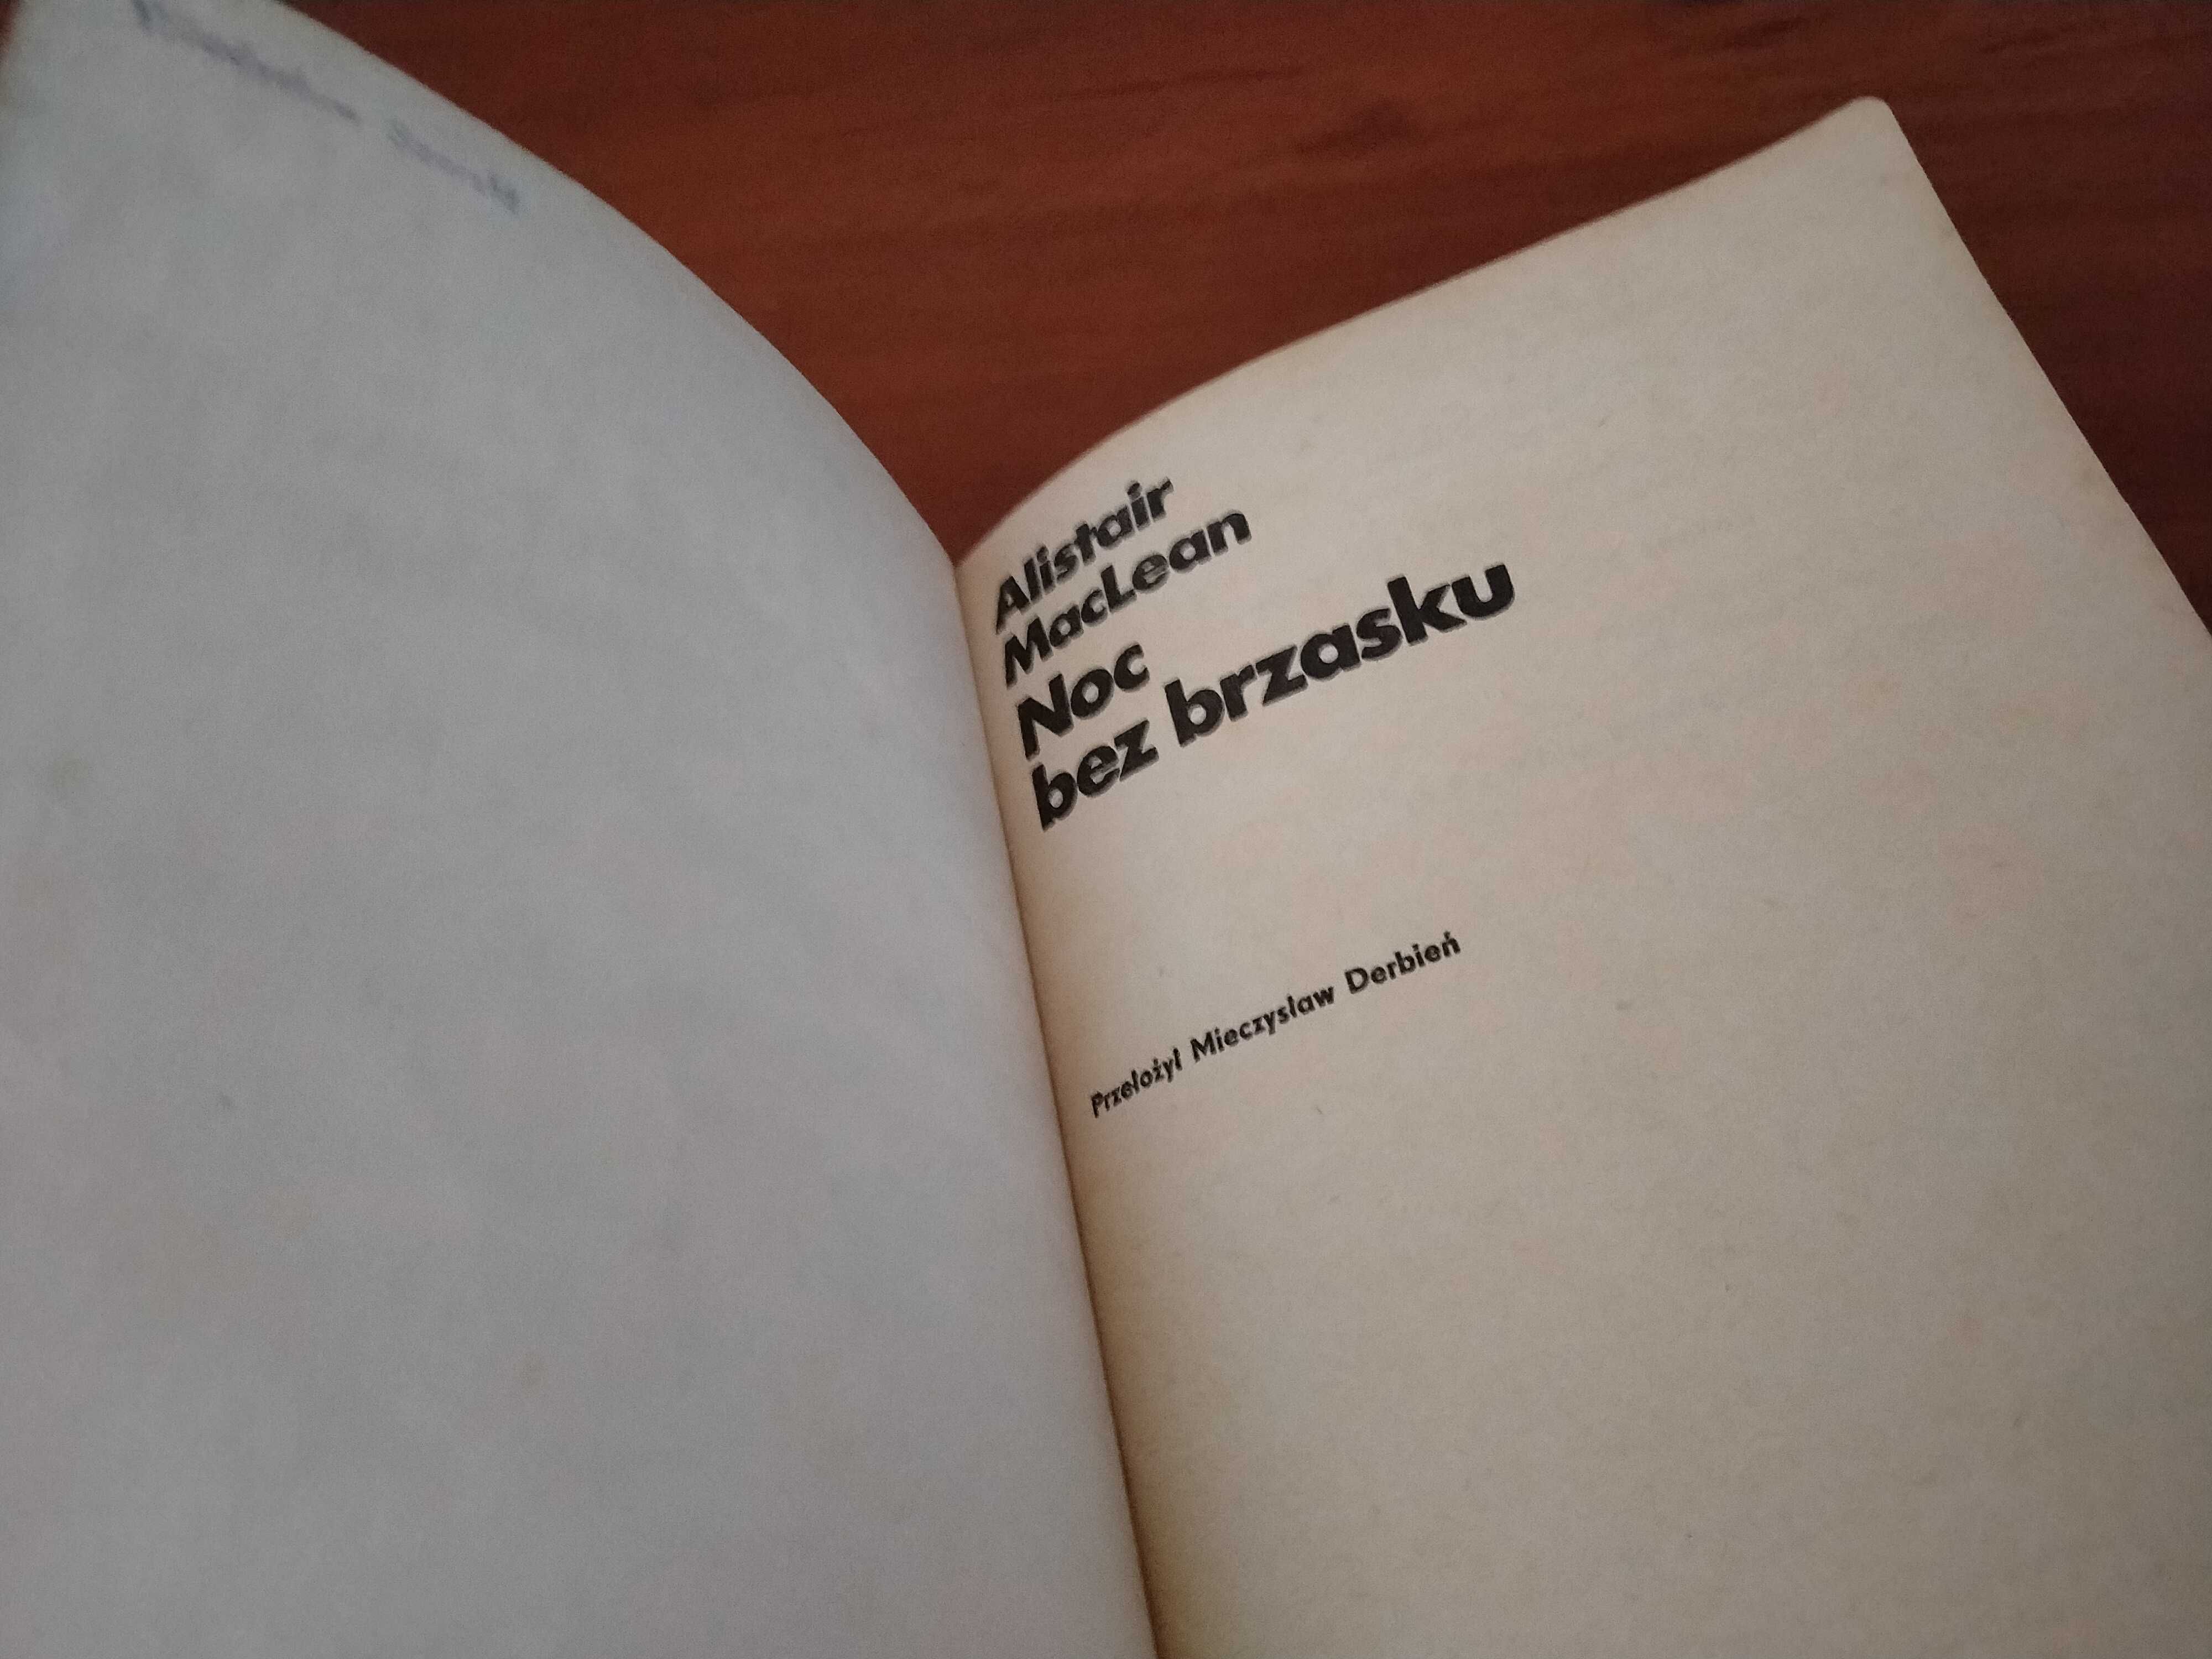 Alistair
MacLean
Noc
bez brzasku
Przełożył Mieczysław Derbień